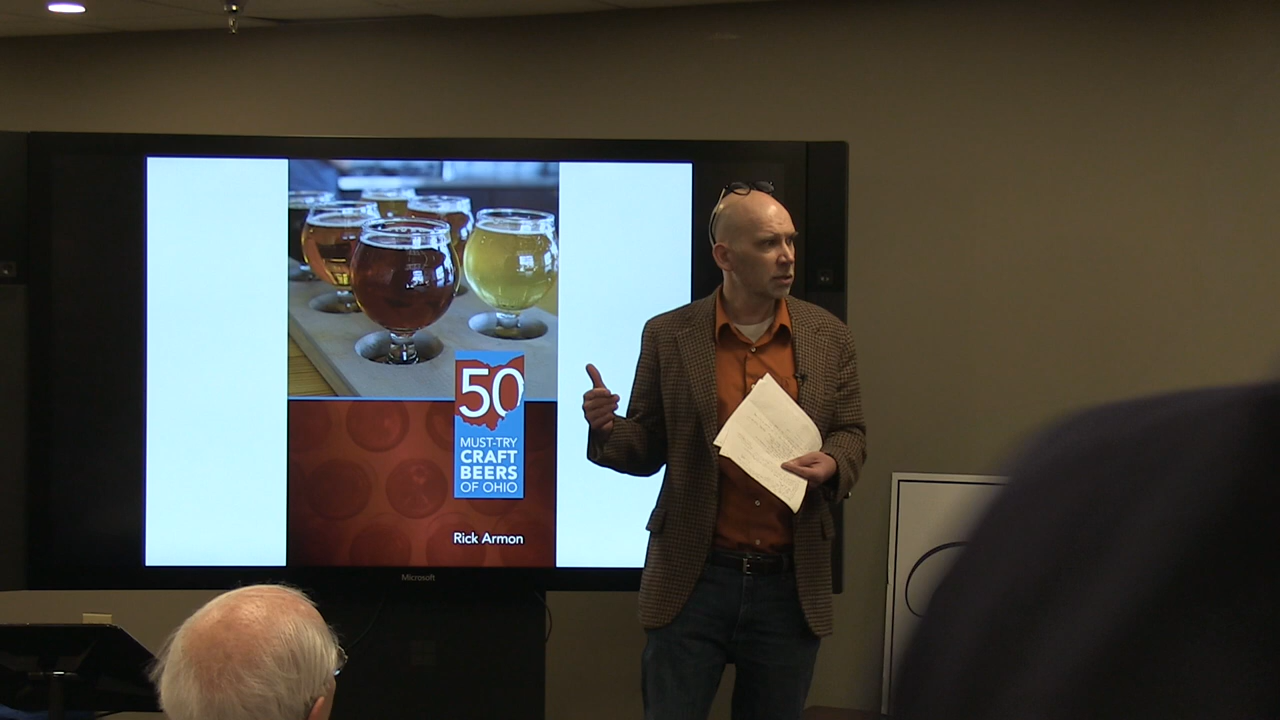 50
MUST-TRY
CRAFT
BEERS
OF OHIO
Rick Armon
Microsoft